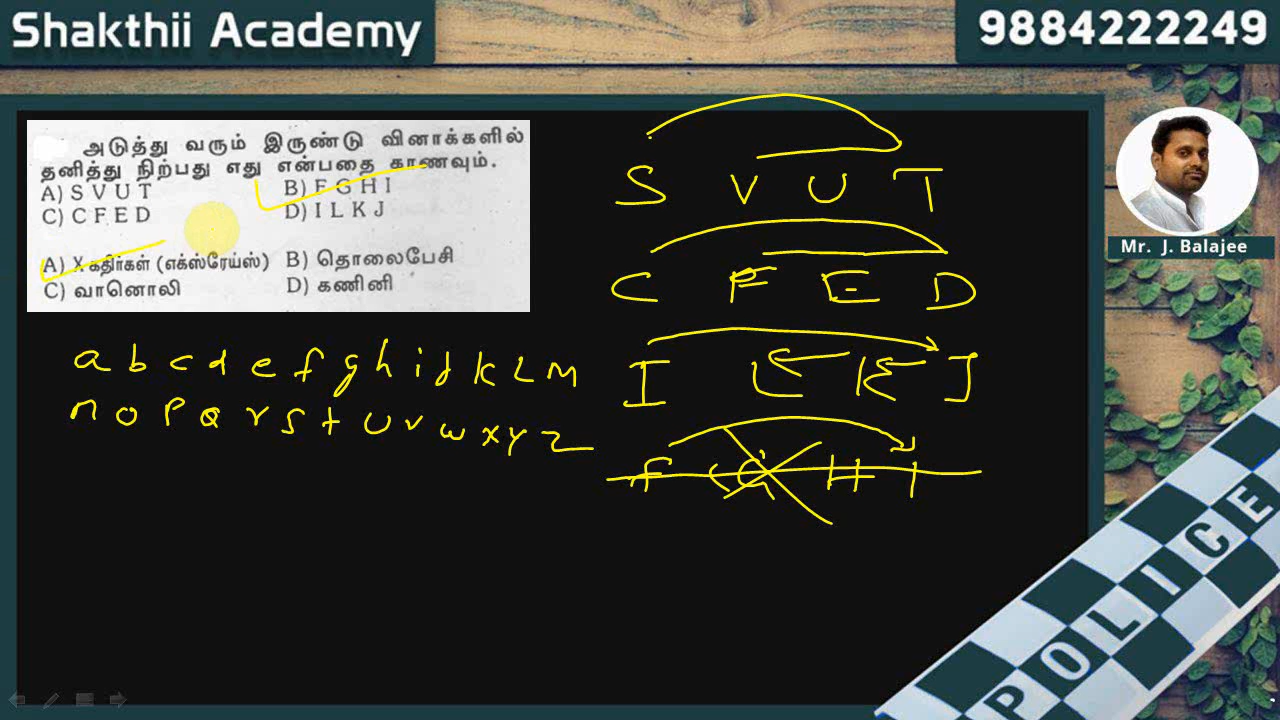 Shakthii Academy
9884222249
அடுத்து வரும் இருண்டு வினாக்களில்
தனித்து நிற்பது எது என்பதை காணவும்.
A) S V U T
B) F G H I
C) C F E D
D) I L K J
A) X கதிர்கள் (எக்ஸ்ரேய்ஸ்)
B) தொலைபேசி
C) வானொலி
D) கணினி
Mr. J. Balajee
S V U T
C F E D
I L K J
F G H I
a b c d e f g h i j k L M
n o p Q r s t u v w x y z
POLICE